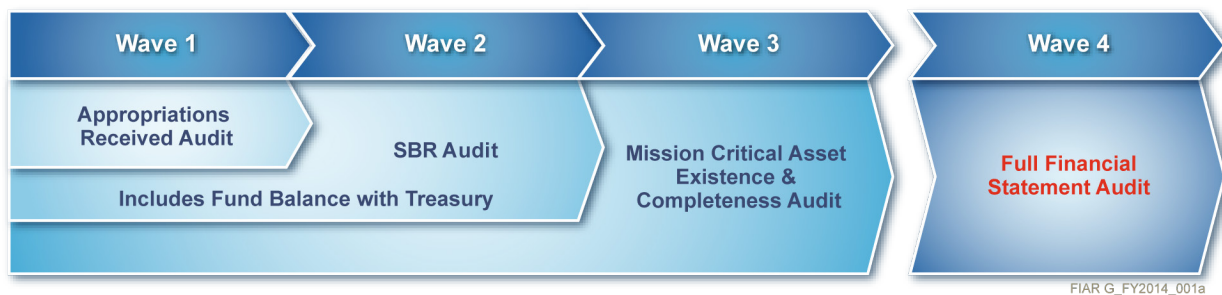 Wave 1
Wave 2
Wave 3
Wave 4
Appropriations
Received Audit
SBR Audit
Includes Fund Balance with Treasury
Mission Critical Asset
Existence &
Completeness Audit
Full Financial
Statement Audit
FIAR G_FY2014_001a